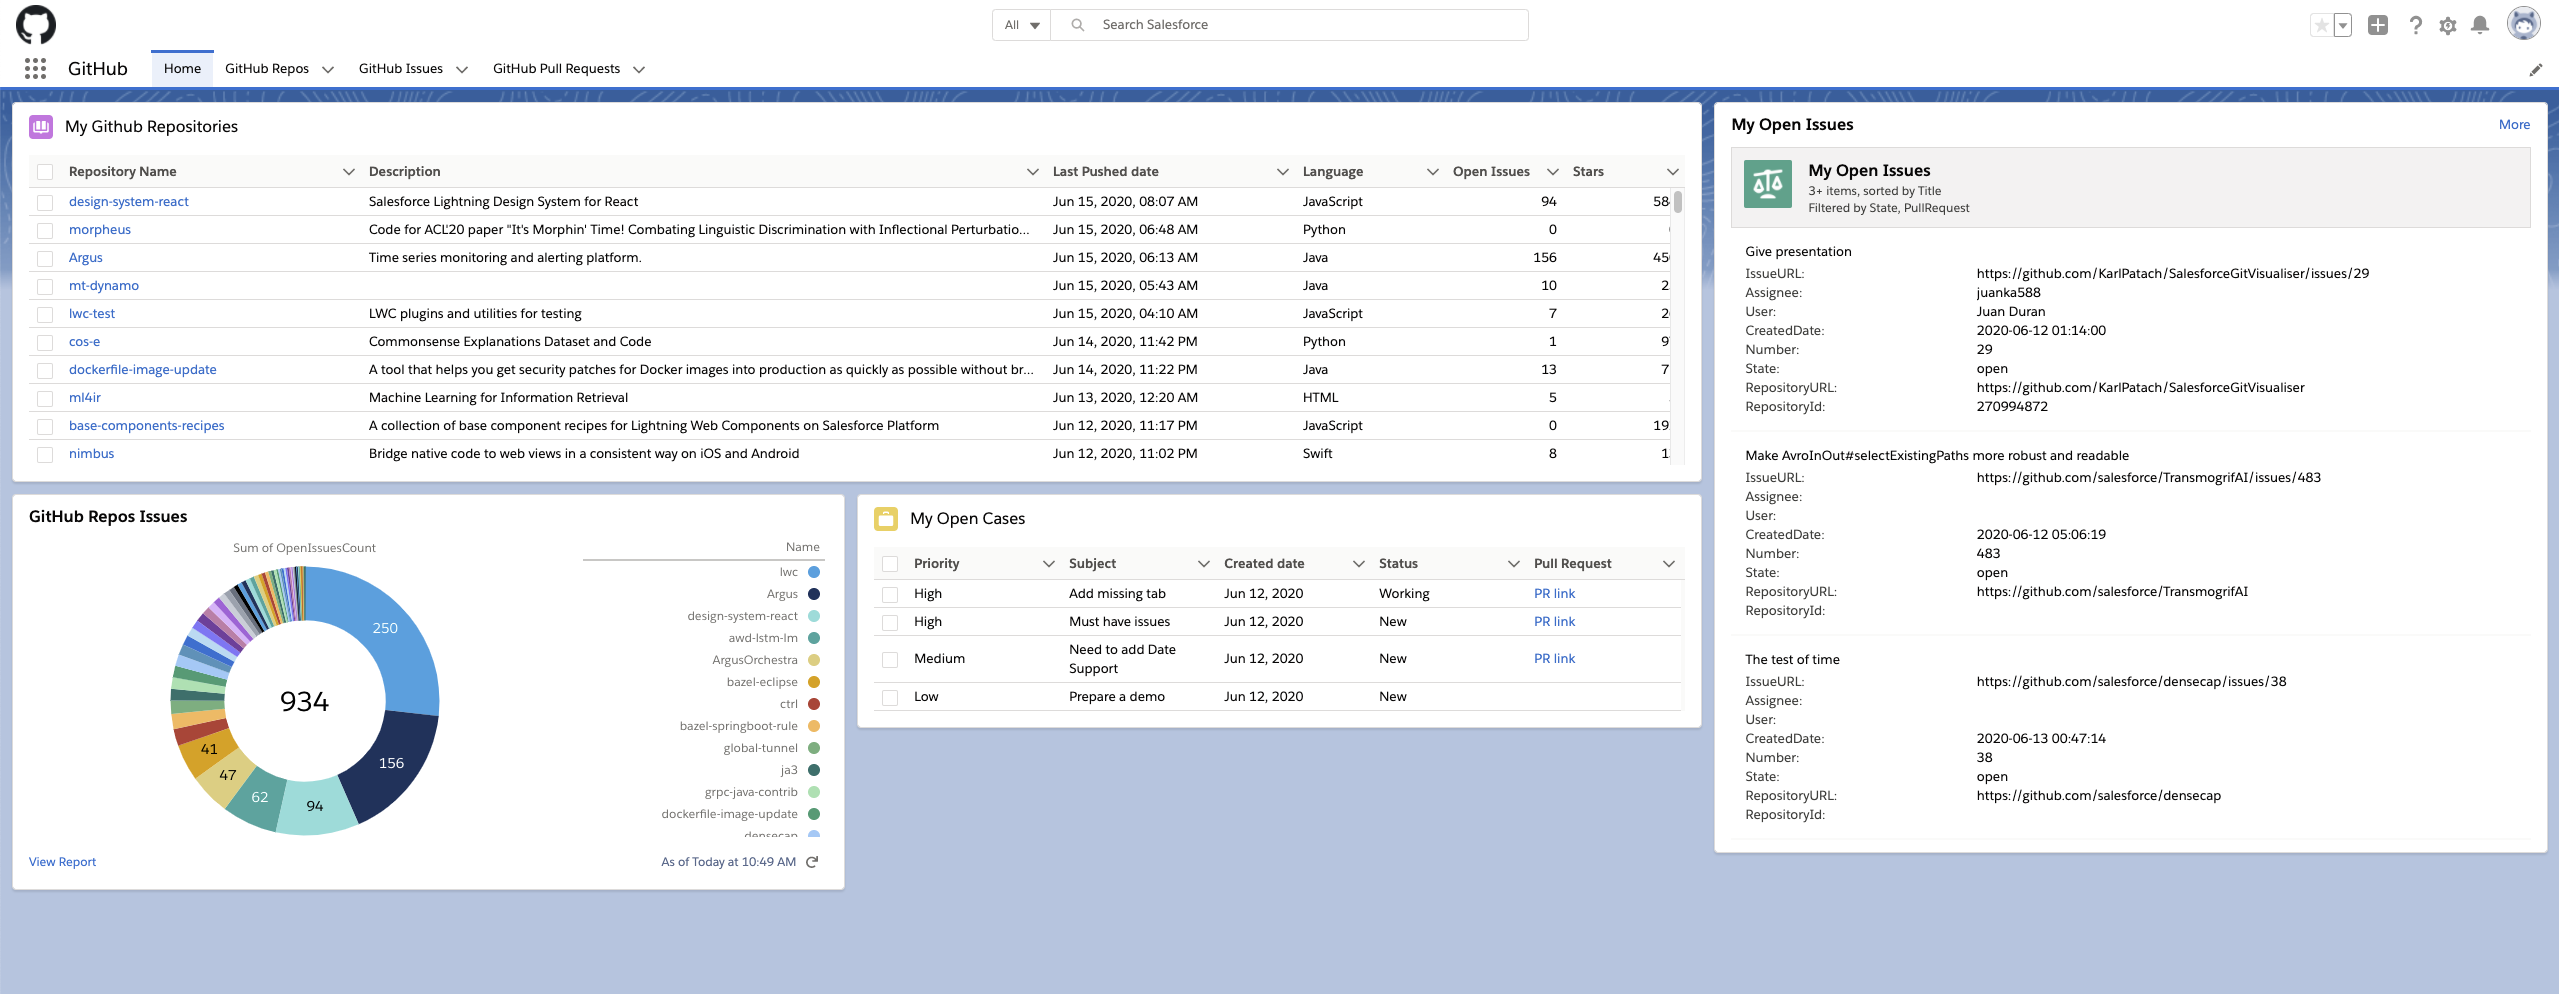 All
Search Salesforce
GitHub
Home
GitHub Repos
GitHub Issues
GitHub Pull Requests
My Github Repositories
Repository Name Description Last Pushed date Language Open Issues Stars
design-system-react Salesforce Lightning Design System for React Jun 15, 2020, 08:07 AM JavaScript 94
morpheus Code for ACL'20 paper "It's Morphin' Time! Combating Linguistic Discrimination with Inflectional Perturbatio... Jun 15, 2020, 06:48 AM Python 0
Argus Time series monitoring and alerting platform. Jun 15, 2020, 06:13 AM Java 156
mt-dynamo Jun 15, 2020, 05:43 AM Java 10
lwc-test LWC plugins and utilities for testing Jun 15, 2020, 04:10 AM JavaScript 7
cos-e Commonsense Explanations Dataset and Code Jun 14, 2020, 11:42 PM Python 1
dockerfile-image-update A tool that helps you get security patches for Docker images into production as quickly as possible without br... Jun 14, 2020, 11:22 PM Java 13
ml4ir Machine Learning for Information Retrieval Jun 13, 2020, 12:20 AM HTML 5
base-components-recipes A collection of base component recipes for Lightning Web Components on Salesforce Platform Jun 12, 2020, 11:17 PM JavaScript 0
nimbus Bridge native code to web views in a consistent way on iOS and Android Jun 12, 2020, 11:02 PM Swift 8
GitHub Repos Issues
Sum of OpenIssuesCount
250
156
94
62
47
41
934
Name
lwc
Argus
design-system-react
awd-lstm-lm
ArgusOrchestra
bazel-eclipse
ctrl
bazel-springboot-rule
global-tunnel
ja3
grpc-java-contrib
dockerfile-image-update
densecap
View Report
As of Today at 10:49 AM
My Open Cases
Priority Subject Created date Status Pull Request
High Add missing tab Jun 12, 2020 Working PR link
High Must have issues Jun 12, 2020 New PR link
Medium Need to add Date Support Jun 12, 2020 New PR link
Low Prepare a demo Jun 12, 2020 New
My Open Issues
More
My Open Issues
3+ items, sorted by Title
Filtered by State, PullRequest
Give presentation
IssueURL: https://github.com/KarlPatach/SalesforceGitVisualiser/issues/29
Assignee: juanka588
User: Juan Duran
CreatedDate: 2020-06-12 01:14:00
Number: 29
State: open
RepositoryURL: https://github.com/KarlPatach/SalesforceGitVisualiser
RepositoryId: 270994872
Make AvroInOut#selectExistingPaths more robust and readable
IssueURL: https://github.com/salesforce/TransmogrifAI/issues/483
Assignee:
User:
CreatedDate: 2020-06-12 05:06:19
Number: 483
State: open
RepositoryURL: https://github.com/salesforce/TransmogrifAI
RepositoryId:
The test of time
IssueURL: https://github.com/salesforce/densecap/issues/38
Assignee:
User:
CreatedDate: 2020-06-13 00:47:14
Number: 38
State: open
RepositoryURL: https://github.com/salesforce/densecap
RepositoryId: